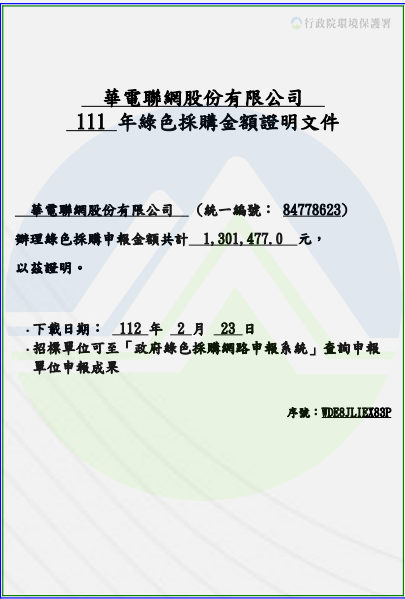 行政院環境保護署
華電聯網股份有限公司
111 年綠色採購金額證明文件
華電聯網股份有限公司 (統一編號： 84778623)
辦理綠色採購申報金額共計 1,301,477.0 元，
以茲證明。
·下載日期： 112 年 2 月 23 日
·招標單位可至「政府綠色採購網路申報系統」查詢申報
單位申報成果
序號：WDE8JLIEX83P